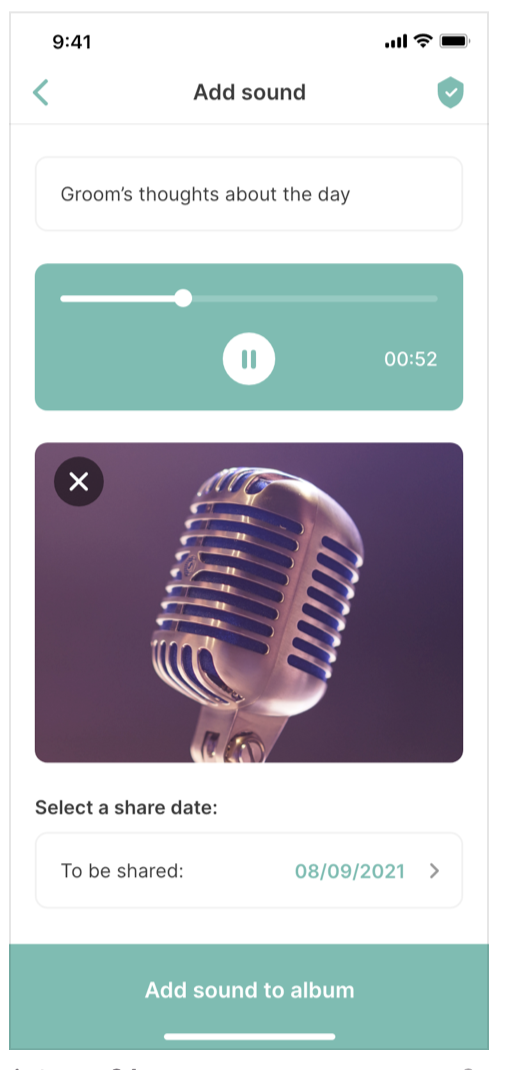 9:41
Add sound
Groom's thoughts about the day
00:52
Select a share date:
To be shared: 08/09/2021
Add sound to album